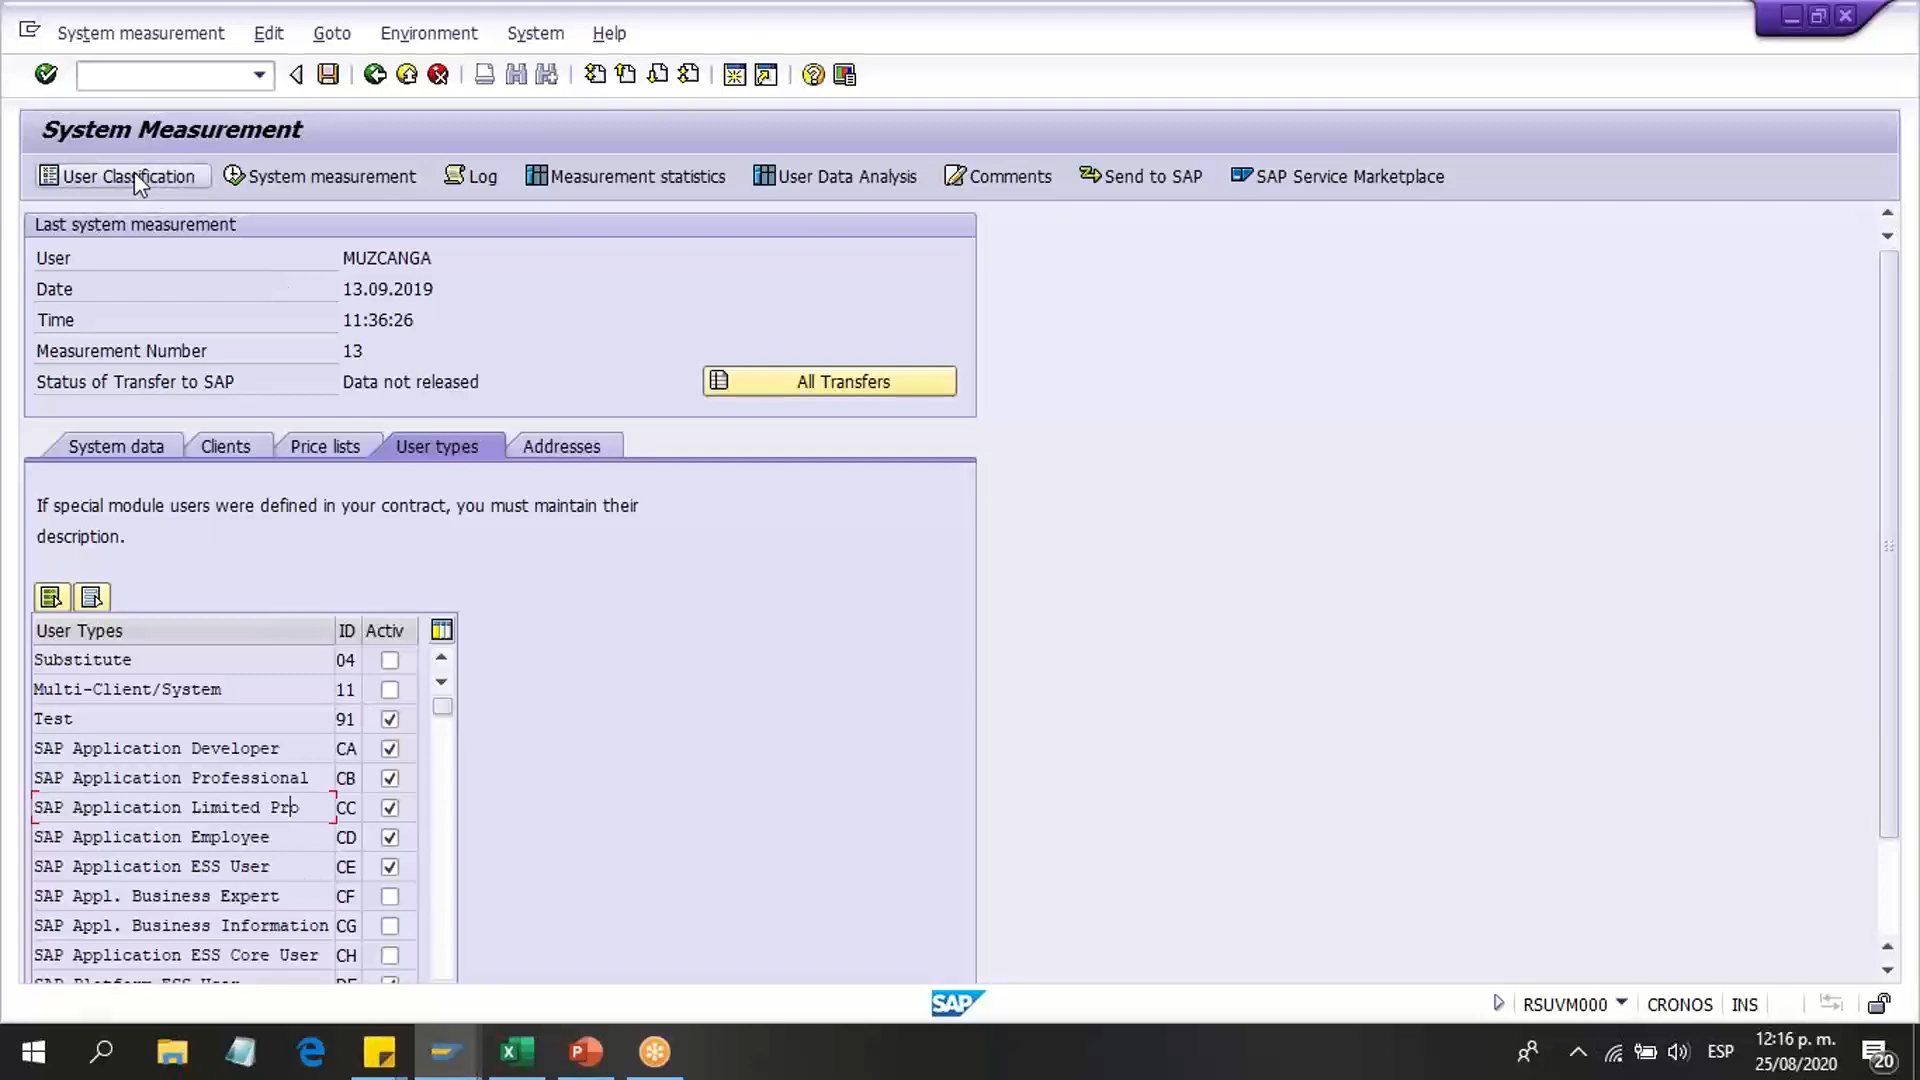 System measurement Edit Goto Environment System Help
System Measurement
User Classification System measurement Log Measurement statistics User Data Analysis Comments Send to SAP SAP Service Marketplace
Last system measurement
User MUZCANGA
Date 13.09.2019
Time 11:36:26
Measurement Number 13
Status of Transfer to SAP Data not released All Transfers
System data Clients Price lists User types Addresses
If special module users were defined in your contract, you must maintain their
description.
User Types ID Activ
Substitute 04
Multi-Client/System 11
Test 91
SAP Application Developer CA
SAP Application Professional CB
SAP Application Limited Pro CC
SAP Application Employee CD
SAP Application ESS User CE
SAP Appl. Business Expert CF
SAP Appl. Business Information CG
SAP Application ESS Core User CH
SAP Platform ESS User
SAP RSUVM000 CRONOS INS
ESP 12:16 p. m.
25/08/2020 20